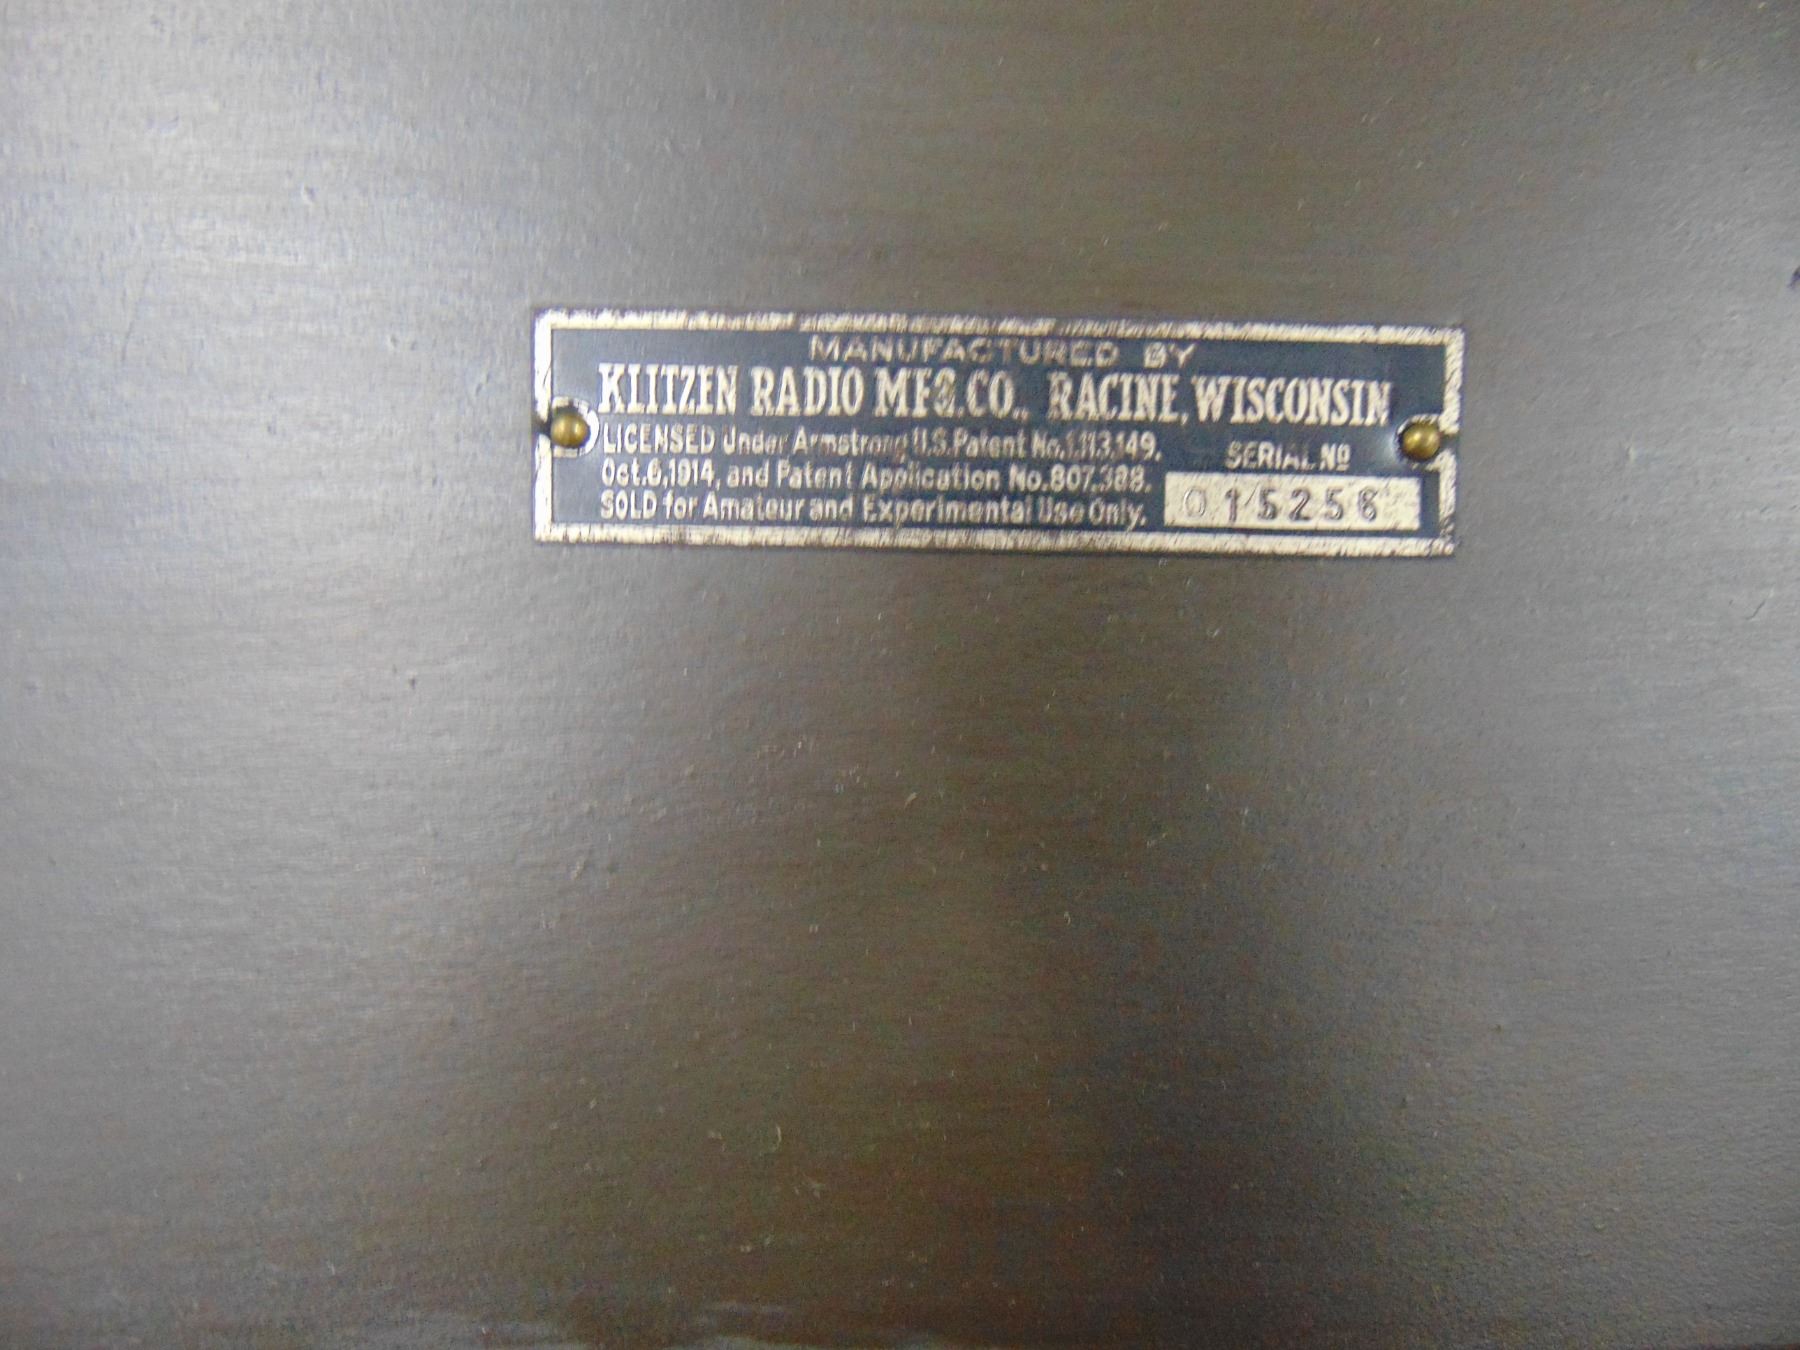 MANUFACTURED BY
KLITZEN RADIO MFG. CO., RACINE, WISCONSIN
LICENSED Under Armstrong U.S. Patent No. 1,113,149.
Oct. 6, 1914, and Patent Application No. 807,388.
SOLD for Amateur and Experimental Use Only.
SERIAL Nº
015256